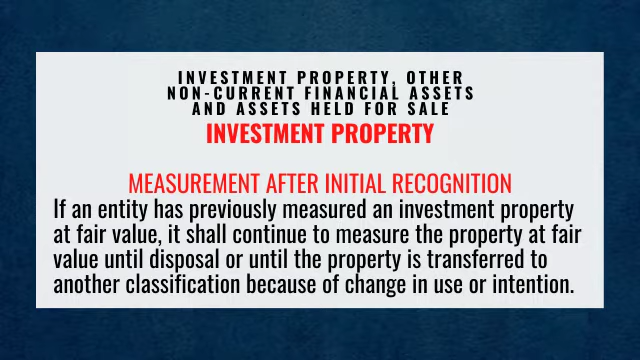 INVESTMENT PROPERTY, OTHER
NON-CURRENT FINANCIAL ASSETS
AND ASSETS HELD FOR SALE
INVESTMENT PROPERTY
MEASUREMENT AFTER INITIAL RECOGNITION
If an entity has previously measured an investment property
at fair value, it shall continue to measure the property at fair
value until disposal or until the property is transferred to
another classification because of change in use or intention.